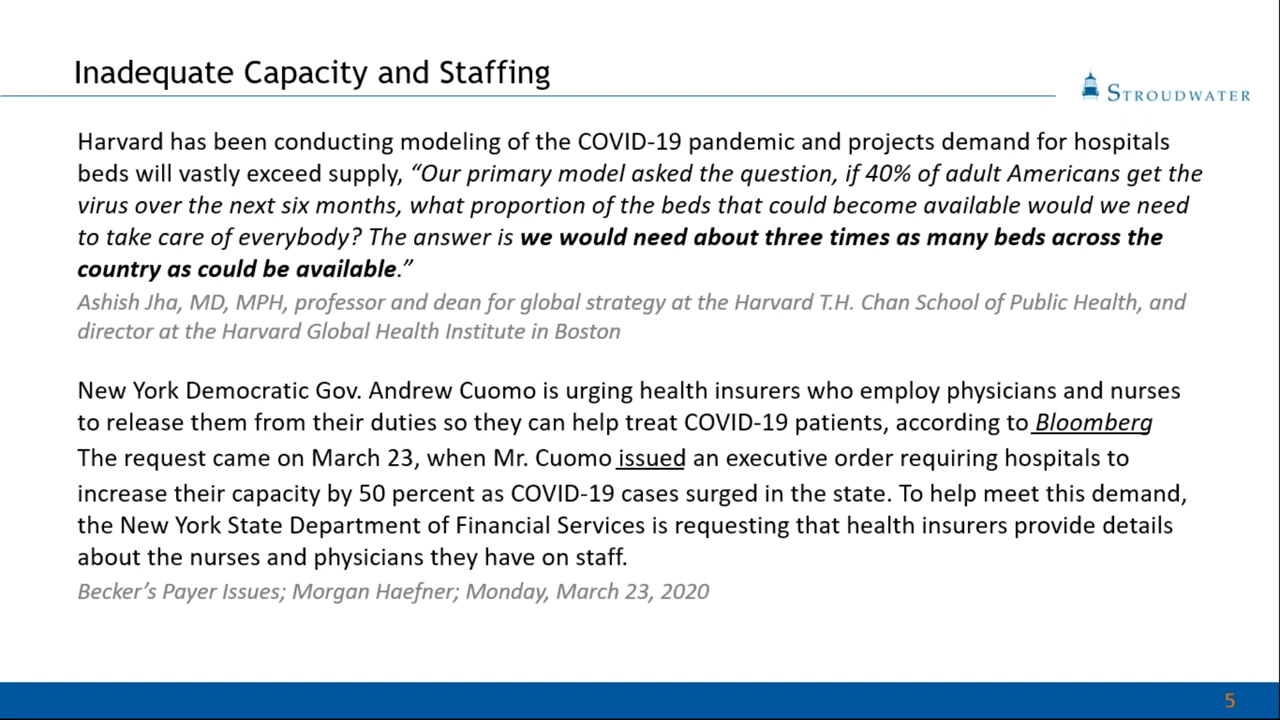 Inadequate Capacity and Staffing
STROUDWATER
Harvard has been conducting modeling of the COVID-19 pandemic and projects demand for hospitals
beds will vastly exceed supply, “Our primary model asked the question, if 40% of adult Americans get the
virus over the next six months, what proportion of the beds that could become available would we need
to take care of everybody? The answer is we would need about three times as many beds across the
country as could be available.”
Ashish Jha, MD, MPH, professor and dean for global strategy at the Harvard T.H. Chan School of Public Health, and
director at the Harvard Global Health Institute in Boston
New York Democratic Gov. Andrew Cuomo is urging health insurers who employ physicians and nurses
to release them from their duties so they can help treat COVID-19 patients, according to Bloomberg
The request came on March 23, when Mr. Cuomo issued an executive order requiring hospitals to
increase their capacity by 50 percent as COVID-19 cases surged in the state. To help meet this demand,
the New York State Department of Financial Services is requesting that health insurers provide details
about the nurses and physicians they have on staff.
Becker’s Payer Issues; Morgan Haefner; Monday, March 23, 2020
5